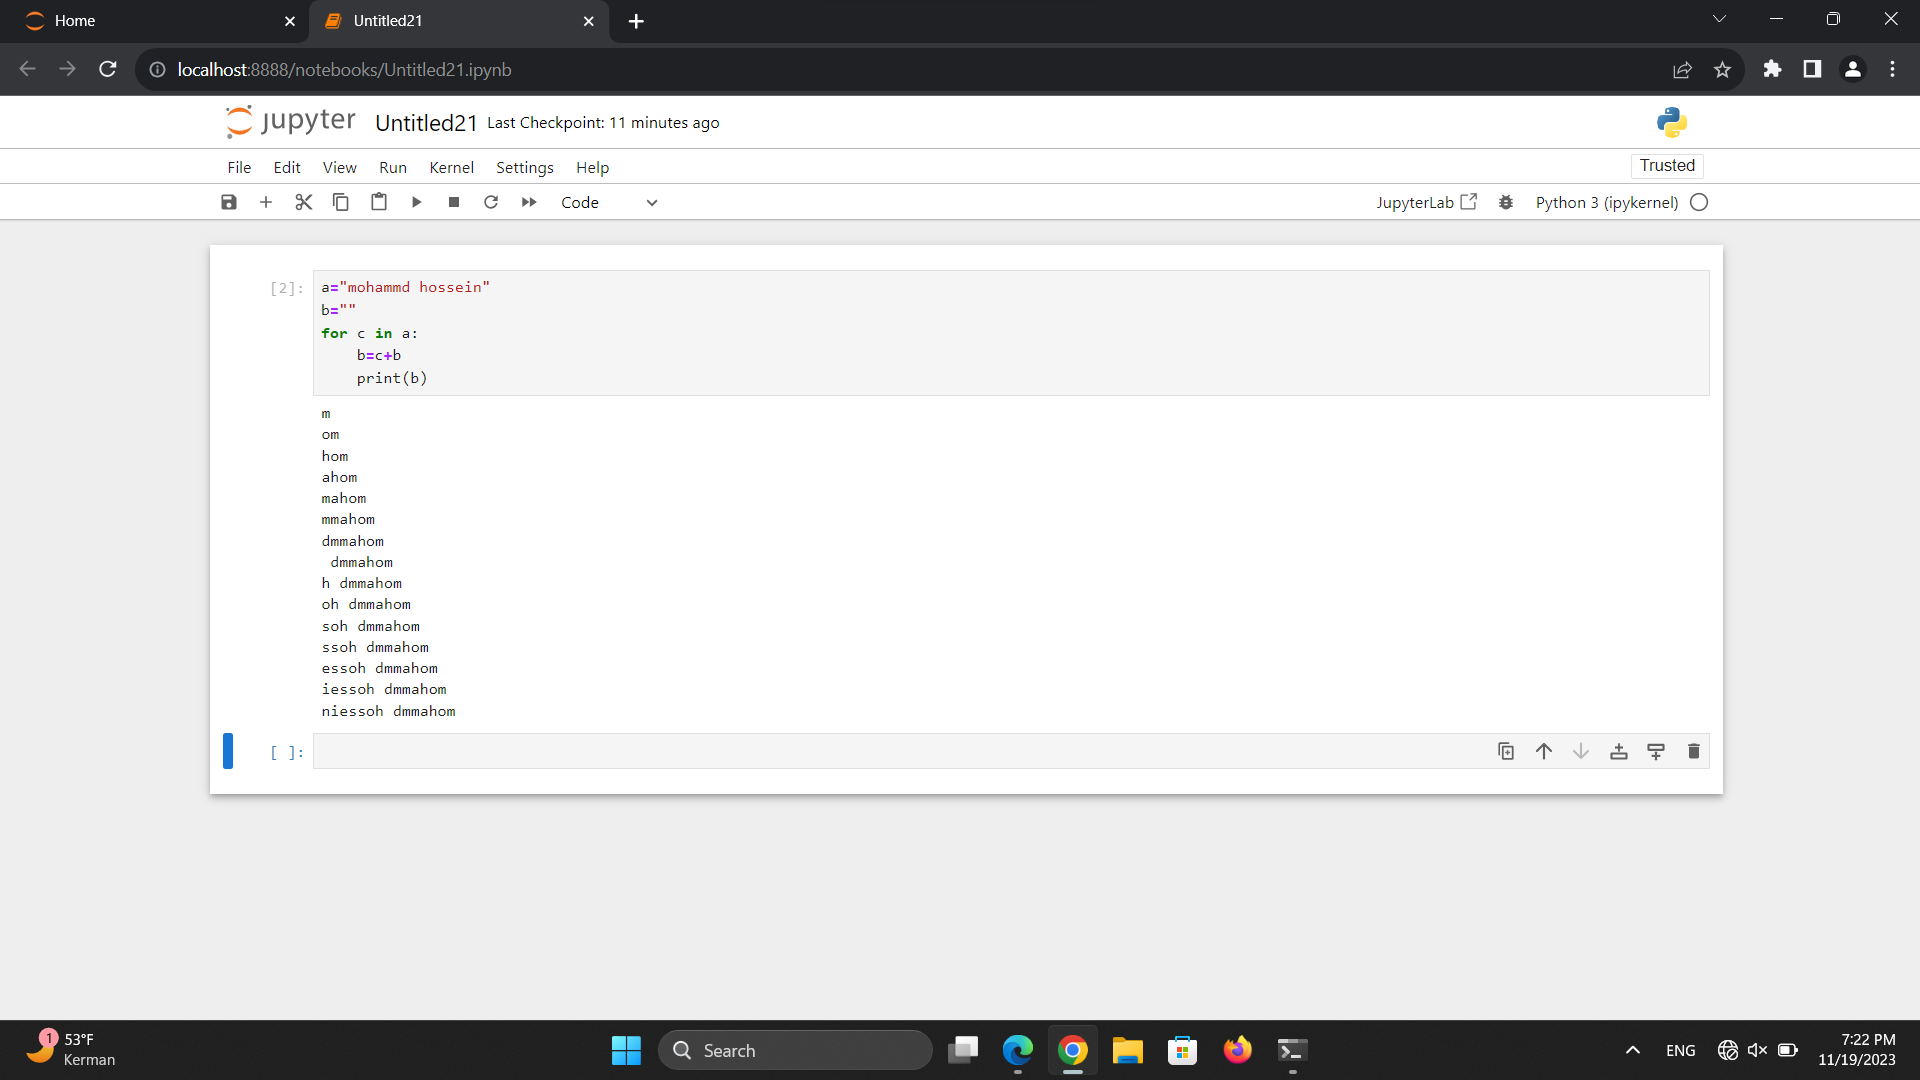 Home
Untitled21
localhost:8888/notebooks/Untitled21.ipynb
jupyter Untitled21 Last Checkpoint: 11 minutes ago
File Edit View Run Kernel Settings Help Trusted
Code JupyterLab Python 3 (ipykernel)
[2]: a="mohammd hossein"
b=""
for c in a:
    b=c+b
    print(b)
m
om
hom
ahom
mahom
mmahom
dmmahom
 dmmahom
h dmmahom
oh dmmahom
soh dmmahom
ssoh dmmahom
essoh dmmahom
iessoh dmmahom
niessoh dmmahom
[ ]:
1
53°F
Kerman
Search
ENG
7:22 PM
11/19/2023